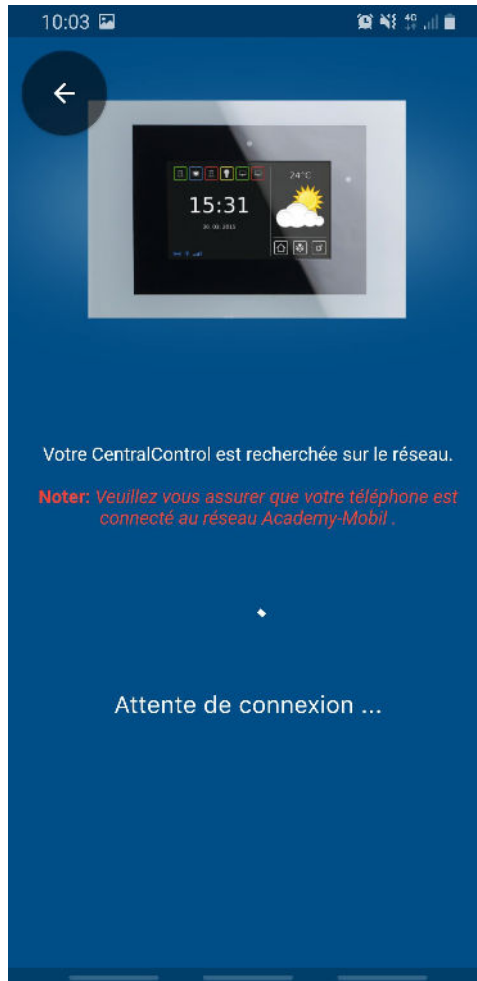 10:03
4G
24°C
15:31
Votre CentralControl est recherchée sur le réseau.
Noter: Veuillez vous assurer que votre téléphone est
connecté au réseau Academy-Mobil .
Attente de connexion ...